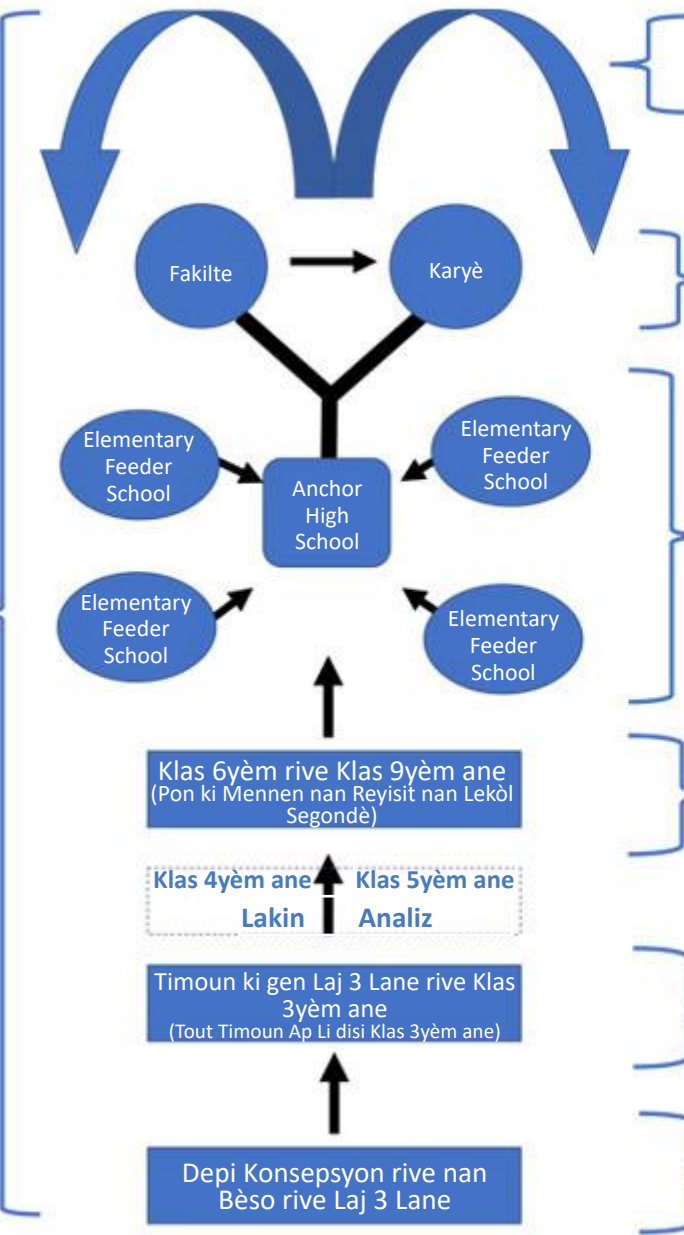 Fakilte
Karyè
Elementary
Feeder
School
Elementary
Feeder
School
Anchor
High
School
Elementary
Feeder
School
Elementary
Feeder
School
Klas 6yèm rive Klas 9yèm ane
(Pon ki Mennen nan Reyisit nan Lekòl
Segondè)
Klas 4yèm ane Klas 5yèm ane
Lakin Analiz
Timoun ki gen Laj 3 Lane rive Klas
3yèm ane
(Tout Timoun Ap Li disi Klas 3yèm ane)
Depi Konsepsyon rive nan
Bèso rive Laj 3 Lane